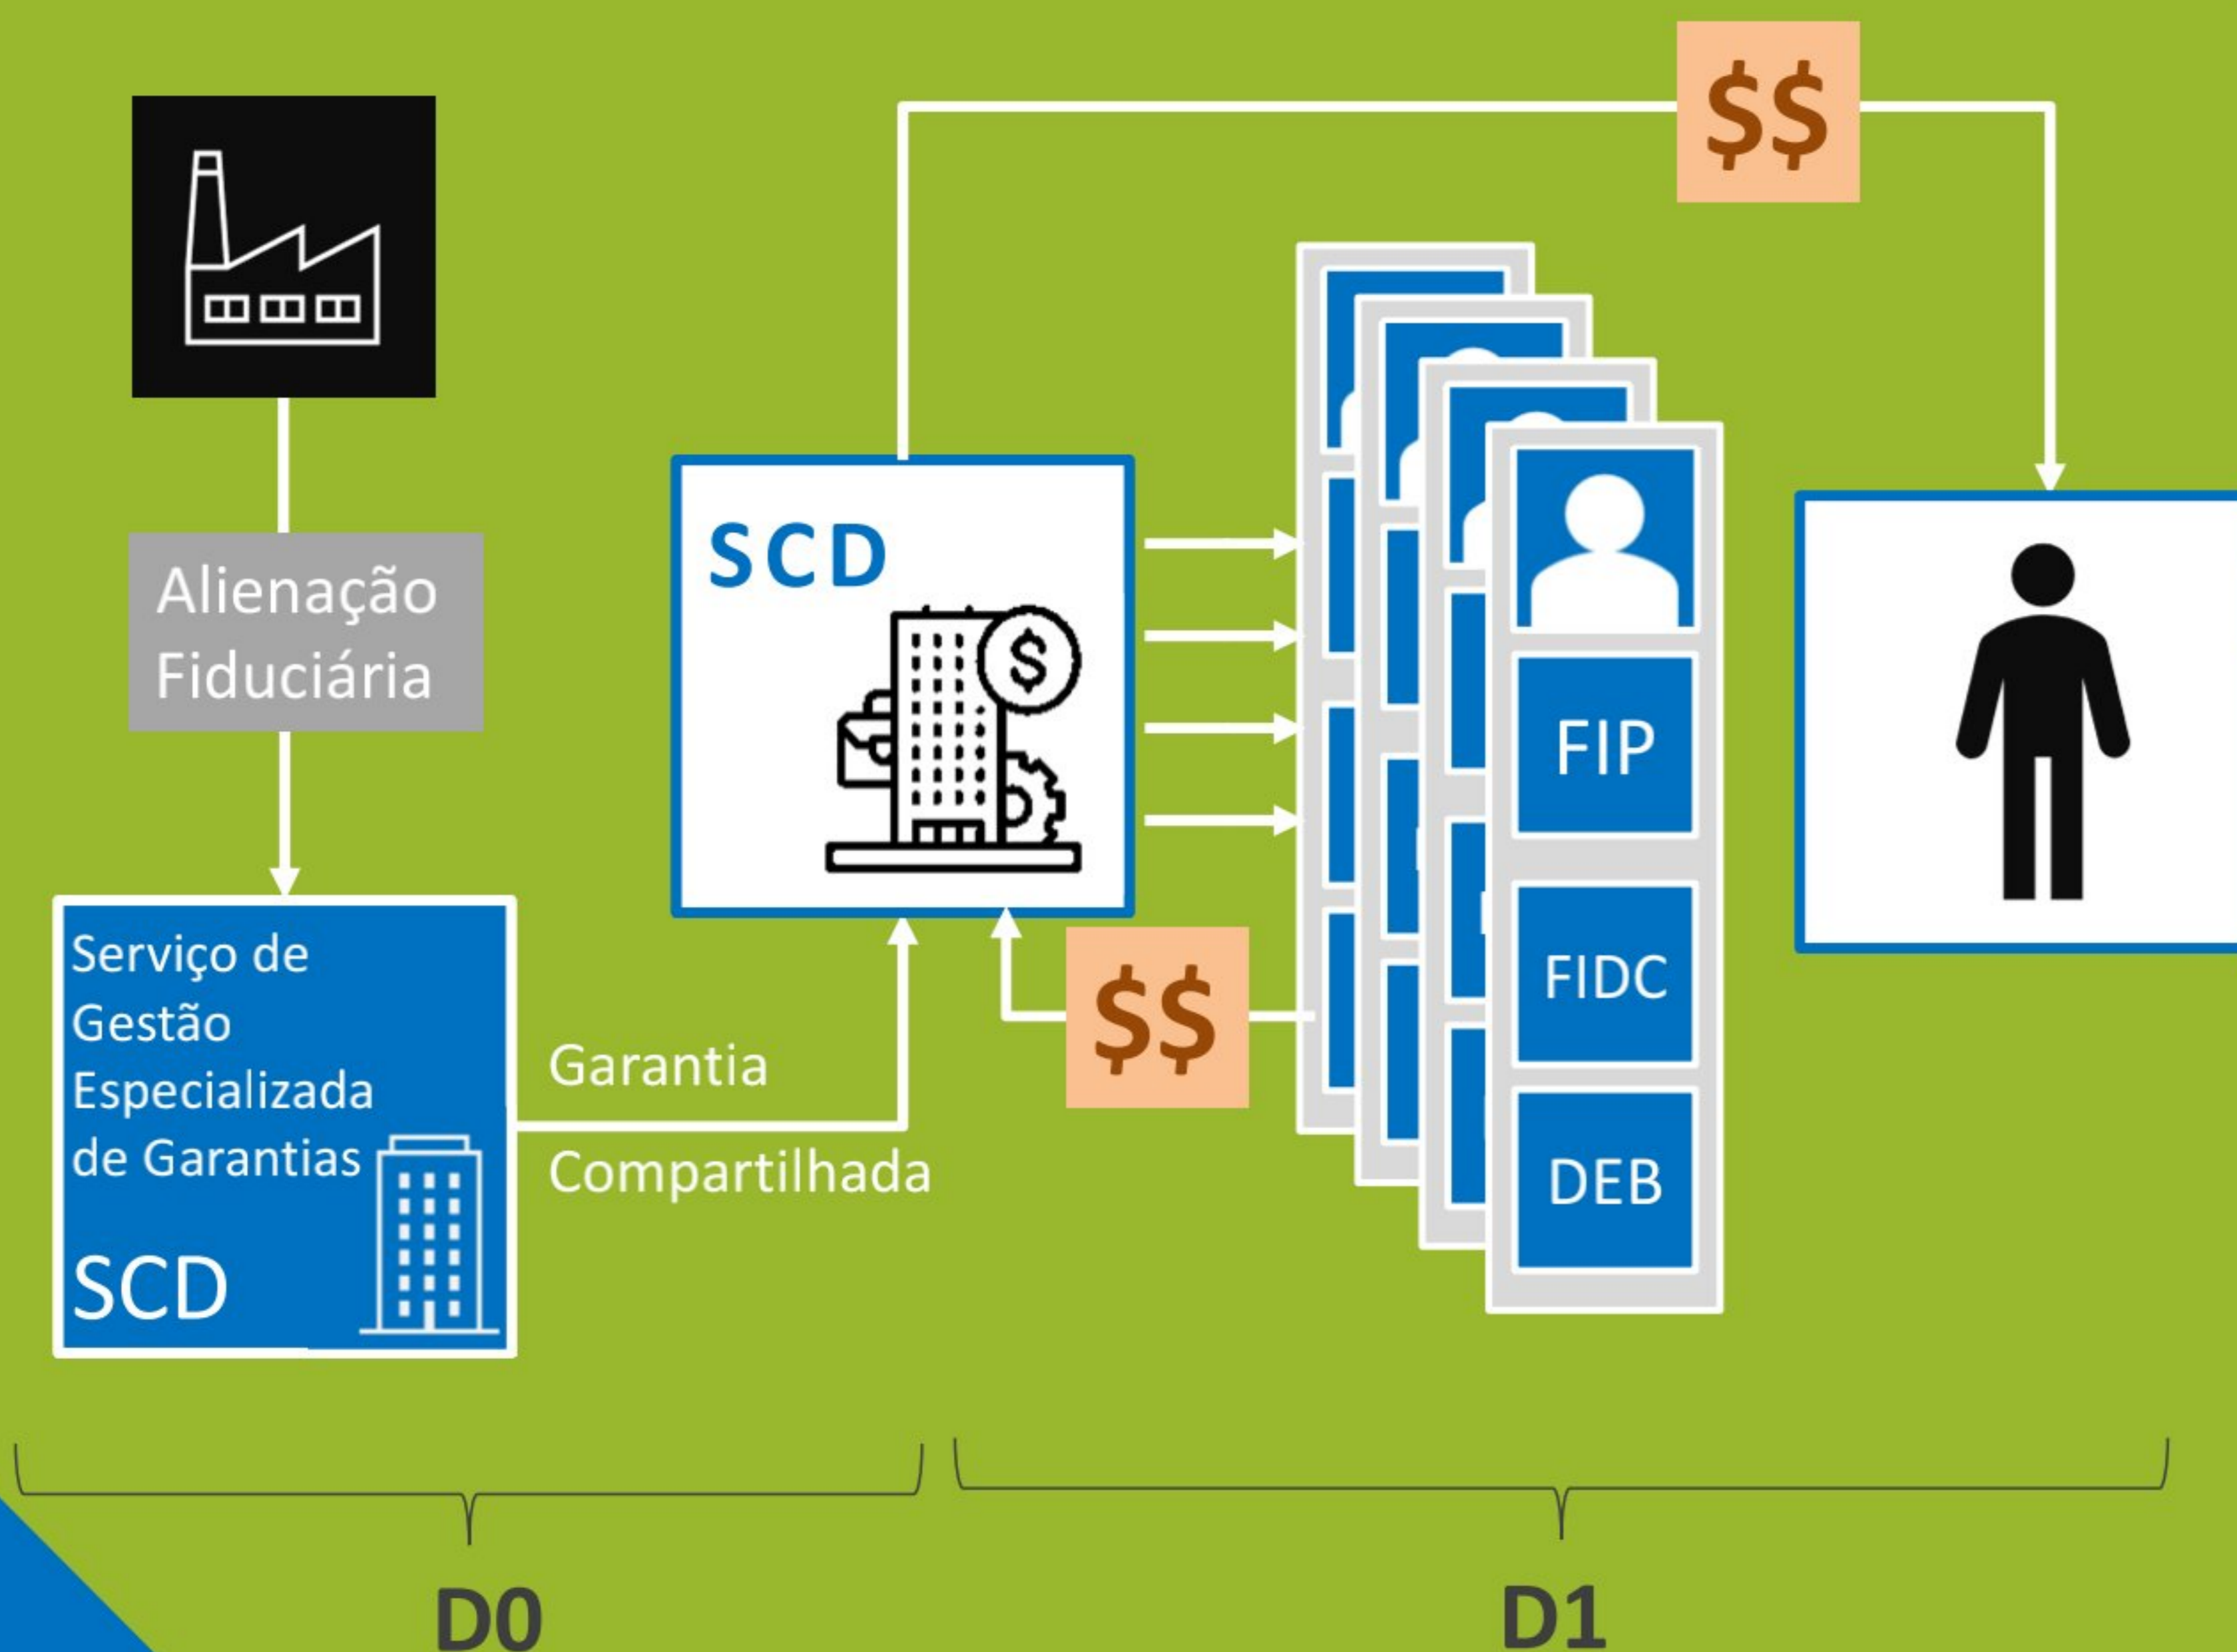 $$
Alienação
Fiduciária
SCD
Serviço de
Gestão
Especializada
de Garantias
SCD
Garantia
Compartilhada
$$
FIP
FIDC
DEB
D0
D1